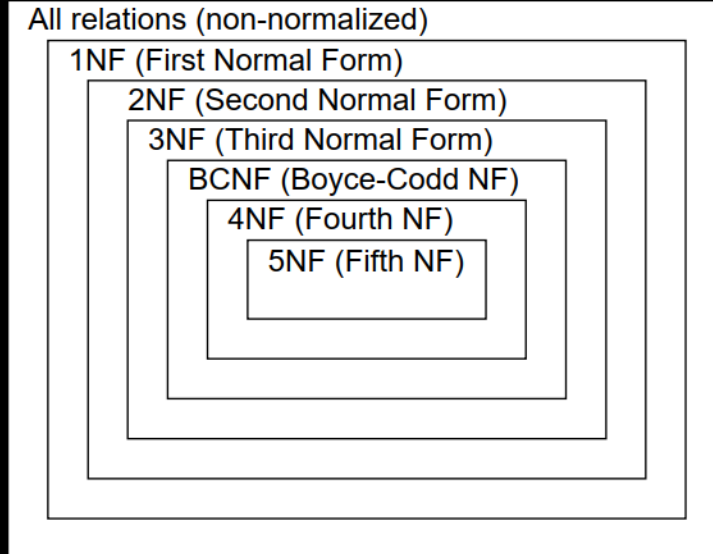 All relations (non-normalized)
1NF (First Normal Form)
2NF (Second Normal Form)
3NF (Third Normal Form)
BCNF (Boyce-Codd NF)
4NF (Fourth NF)
5NF (Fifth NF)